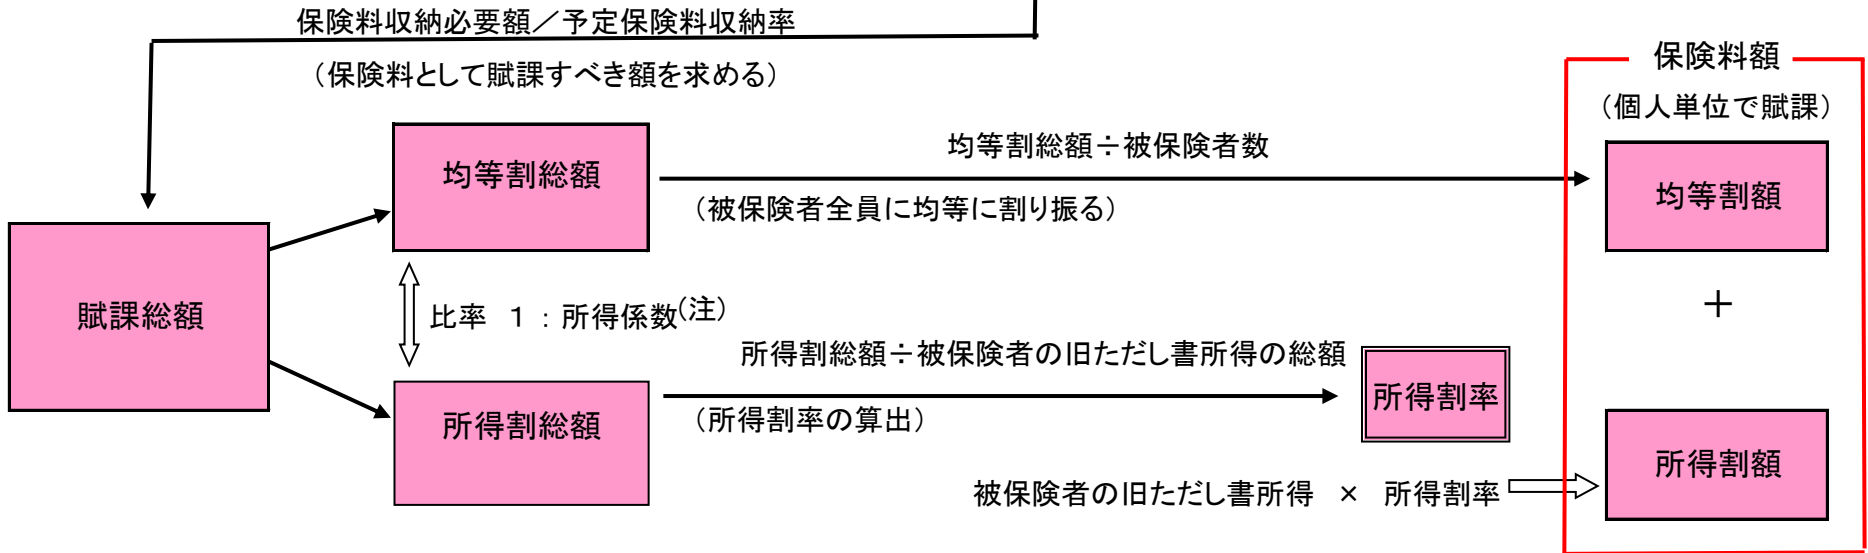 保険料収納必要額／予定保険料収納率
（保険料として賦課すべき額を求める）
保険料額
（個人単位で賦課）
均等割総額
均等割総額÷被保険者数
（被保険者全員に均等に割り振る）
均等割額
賦課総額
比率　１：所得係数(注)
＋
所得割総額÷被保険者の旧ただし書所得の総額
所得割総額
（所得割率の算出）
所得割率
所得割額
被保険者の旧ただし書所得　×　所得割率